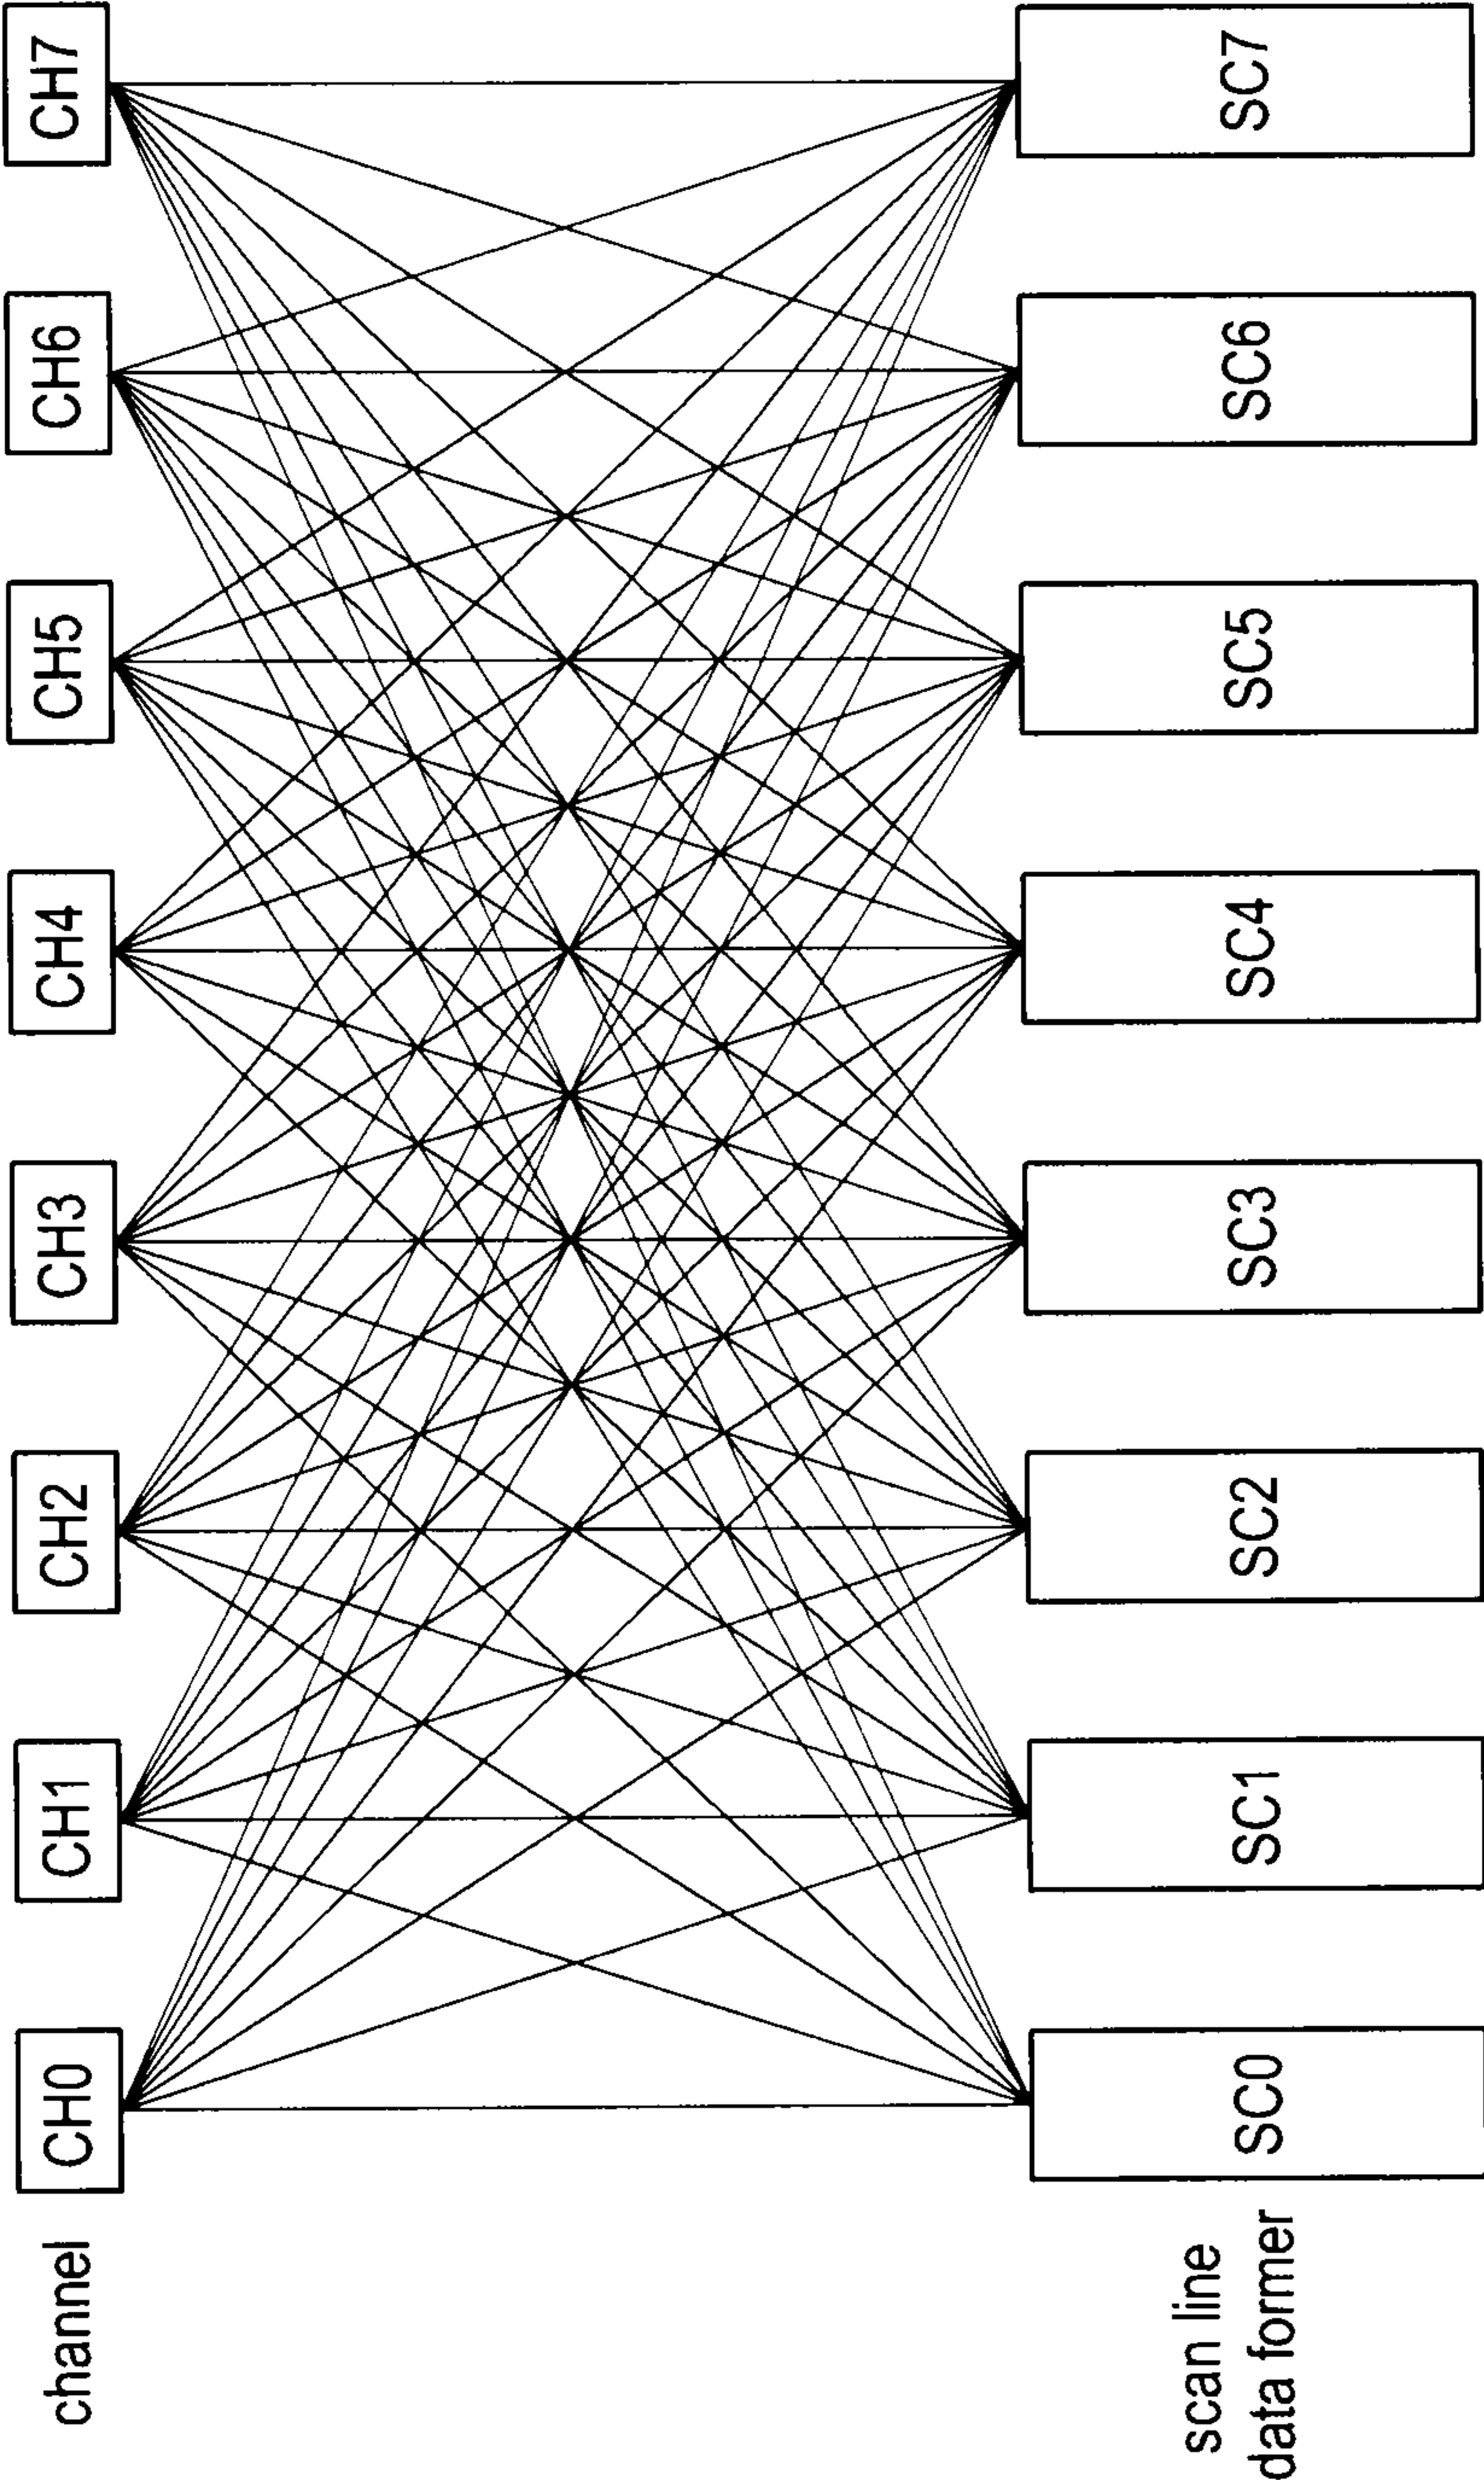 channel
CH0
CH1
CH2
CH3
CH4
CH5
CH6
CH7
scan line
data former
SC0
SC1
SC2
SC3
SC4
SC5
SC6
SC7